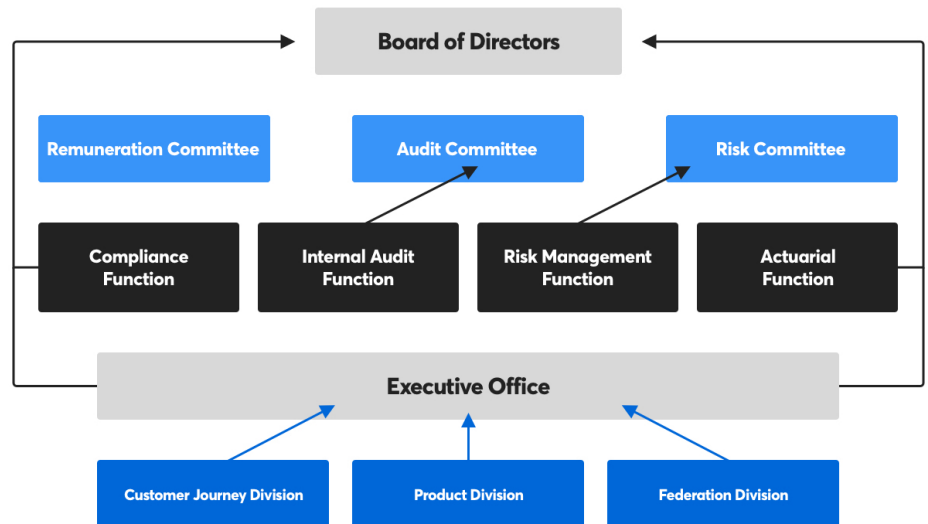 Board of Directors
Remuneration Committee
Audit Committee
Risk Committee
Compliance
Function
Internal Audit
Function
Risk Management
Function
Actuarial
Function
Executive Office
Customer Journey Division
Product Division
Federation Division